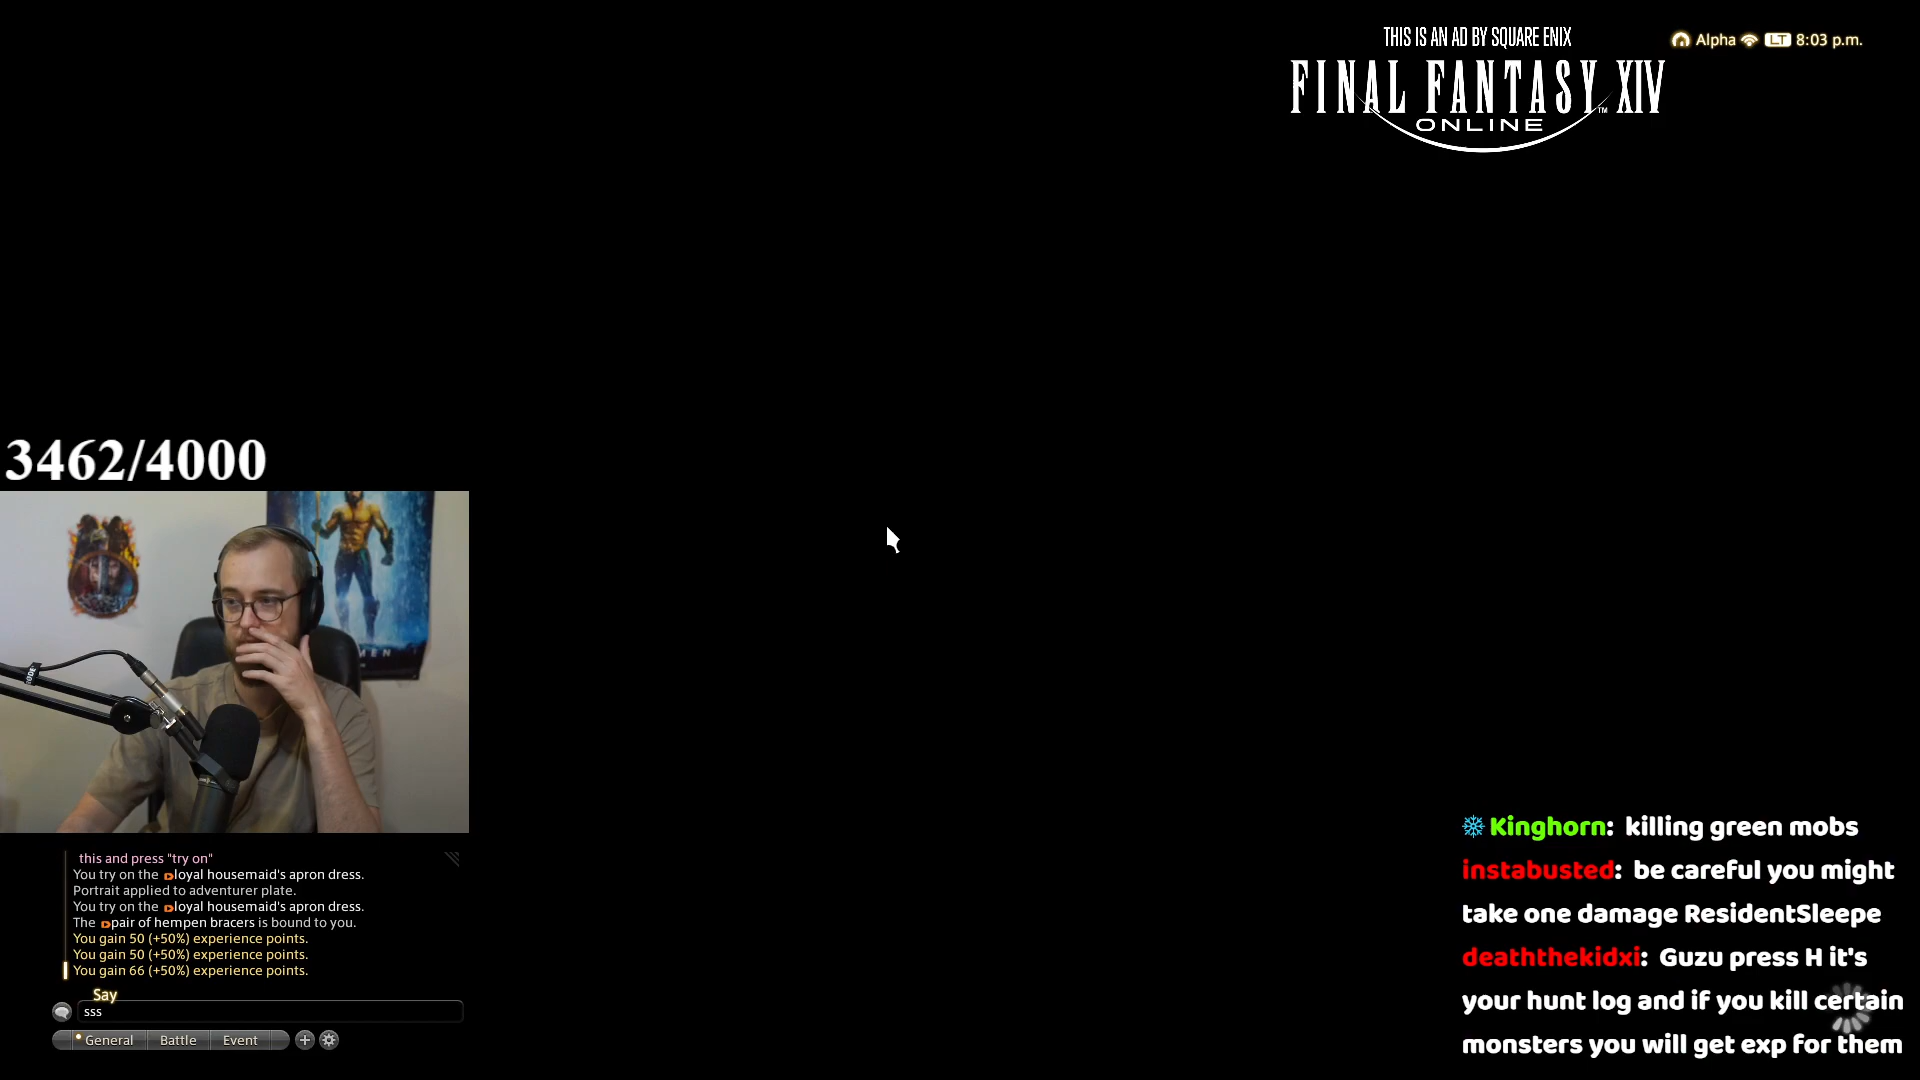 THIS IS AN AD BY SQUARE ENIX
FINAL FANTASY XIV
™
ONLINE
Alpha LT 8:03 p.m.
3462/4000
RODE
MEN
this and press "try on"
You try on the loyal housemaid's apron dress.
Portrait applied to adventurer plate.
You try on the loyal housemaid's apron dress.
The pair of hempen bracers is bound to you.
You gain 50 (+50%) experience points.
You gain 50 (+50%) experience points.
You gain 66 (+50%) experience points.
Say
sss
General Battle Event
Kinghorn: killing green mobs
instabusted: be careful you might
take one damage ResidentSleepe
deaththekidxi: Guzu press H it's
your hunt log and if you kill certain
monsters you will get exp for them